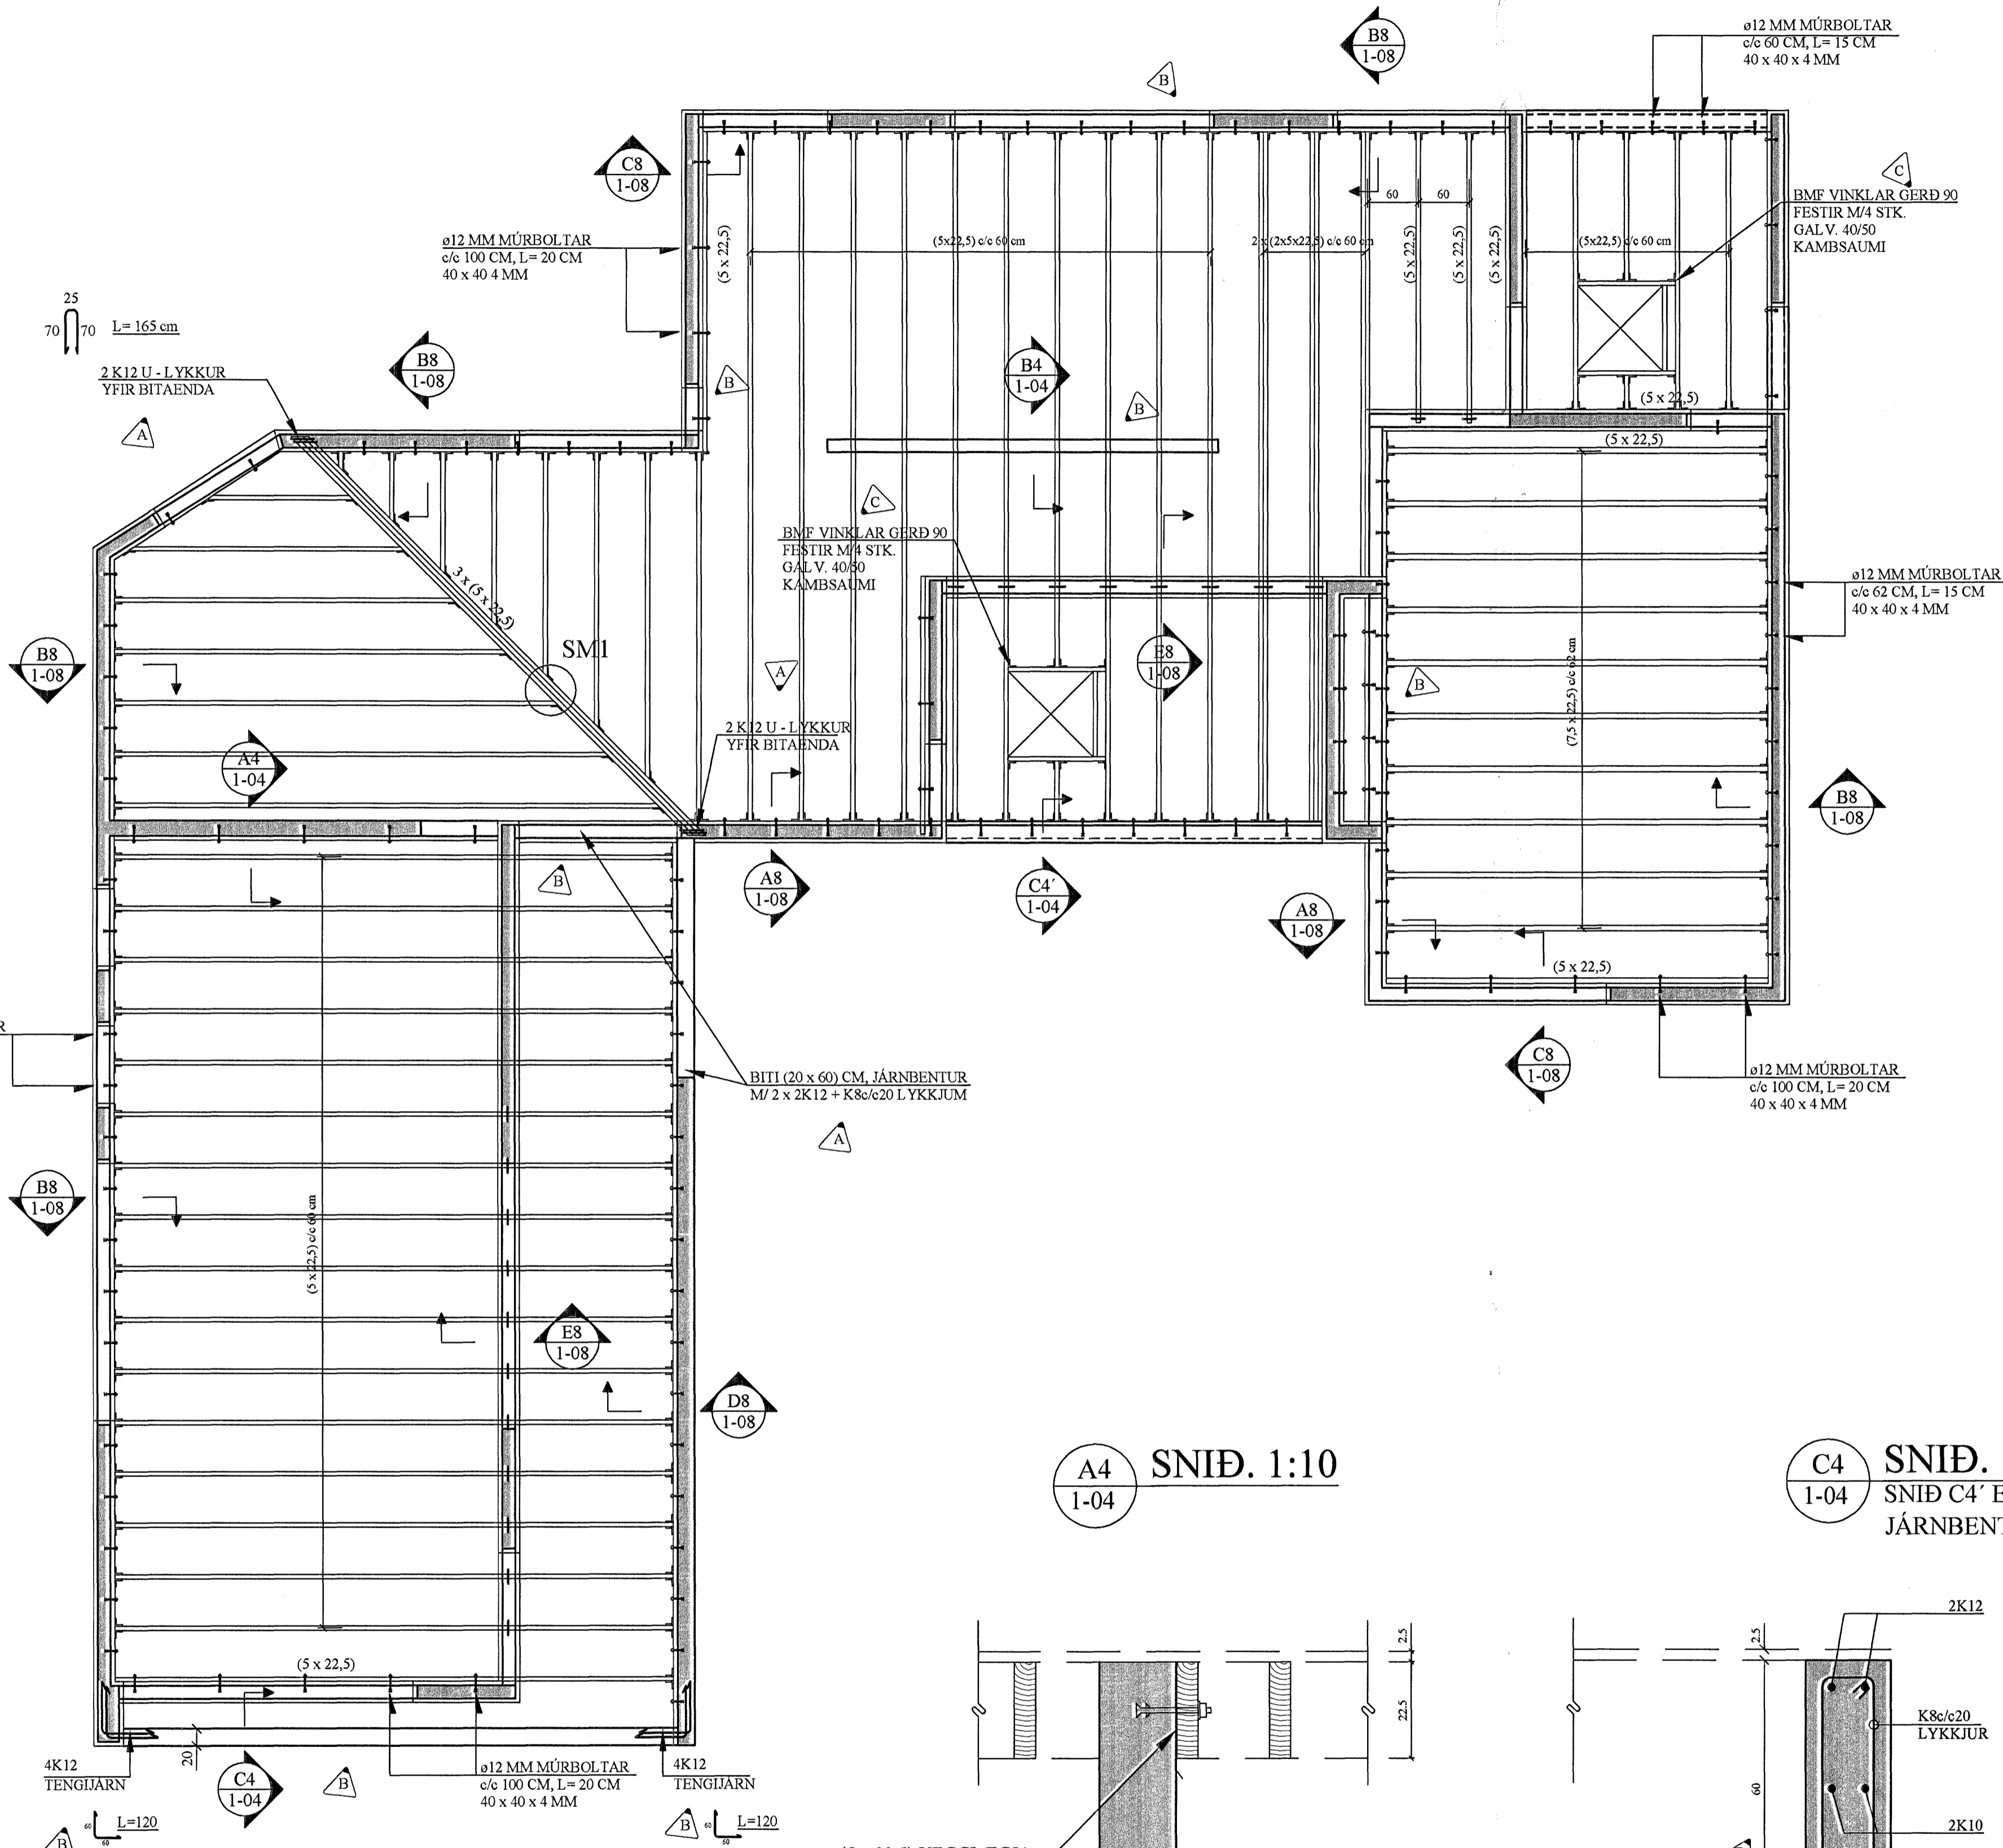 B8
1-08
ø12 MM MÚRBOLTAR
c/c 60 CM, L= 15 CM
40 x 40 x 4 MM
B
C8
1-08
C
BMF VINKLAR GERÐ 90
FESTIR M/4 STK.
GALV. 40/50
KAMBSAUMI
60
60
ø12 MM MÚRBOLTAR
c/c 100 CM, L= 20 CM
40 x 40 4 MM
(5 x 22,5)
(5x22,5) c/c 60 cm
2 x (2x5x22,5) c/c 60 cm
(5 x 22,5)
(5 x 22,5)
(5 x 22,5)
(5x22,5) c/c 60 cm
25
70
70
L= 165 cm
B8
1-08
B
B4
1-04
B
(5 x 22,5)
2 K12 U - LYKKUR
YFIR BITAENDA
A
(5 x 22,5)
C
BMF VINKLAR GERÐ 90
FESTIR M/4 STK.
GALV. 40/50
KAMBSAUMI
3 x (5 x 22,5)
SM1
ø12 MM MÚRBOLTAR
c/c 62 CM, L= 15 CM
40 x 40 x 4 MM
B8
1-08
A
E8
1-08
B
(7,5 x 22,5) c/c 62 cm
2 K12 U - LYKKUR
YFIR BITAENDA
A4
1-04
B8
1-08
B
A8
1-08
C4´
1-04
A8
1-08
(5 x 22,5)
R
BITI (20 x 60) CM, JÁRNBENTUR
M/ 2 x 2K12 + K8c/c20 LYKKJUM
C8
1-08
ø12 MM MÚRBOLTAR
c/c 100 CM, L= 20 CM
40 x 40 x 4 MM
A
B8
1-08
(5 x 22,5) c/c 60 cm
E8
1-08
D8
1-08
A4
1-04
SNIÐ. 1:10
C4
1-04
SNIÐ.
SNIÐ C4´ E
JÁRNBENT
(5 x 22,5)
2.5
22.5
2.5
60
2K12
K8c/c20
LYKKJUR
2K10
20
4K12
TENGIJÁRN
C4
1-04
B
ø12 MM MÚRBOLTAR
c/c 100 CM, L= 20 CM
40 x 40 x 4 MM
4K12
TENGIJÁRN
B
60
60
L=120
B
60
60
L=120